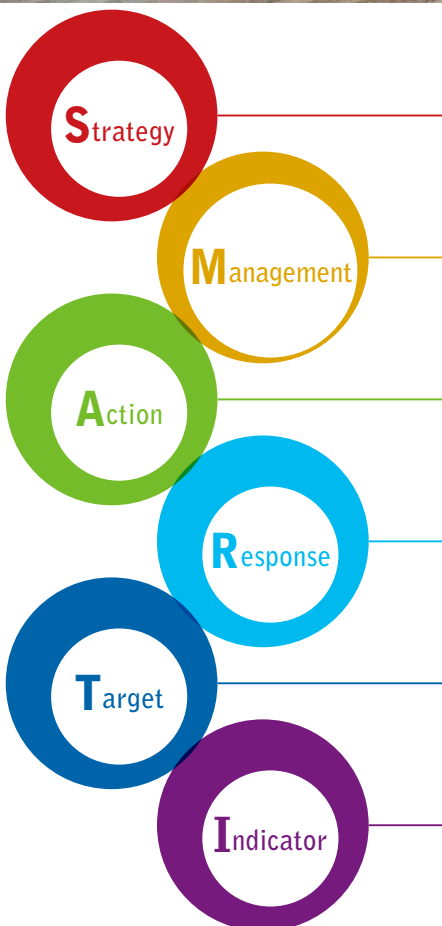 Strategy
Management
Action
Response
Target
Indicator